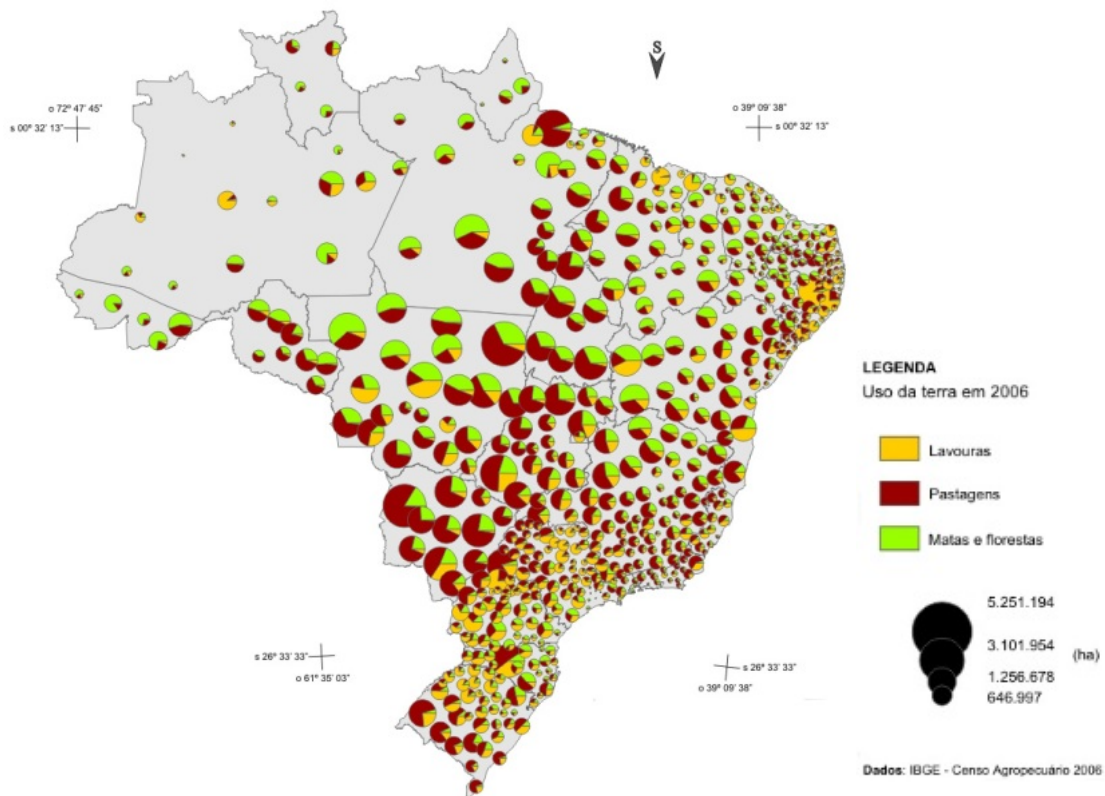 S
o 72º 47' 45"
s 00º 32' 13"
o 39º 09' 38"
s 00º 32' 13"
LEGENDA
Uso da terra em 2006
Lavouras
Pastagens
Matas e florestas
5.251.194
3.101.954
(ha)
1.256.678
646.997
s 26º 33' 33"
o 61º 35' 03"
s 26º 33' 33"
o 39º 09' 38"
Dados: IBGE - Censo Agropecuário 2006